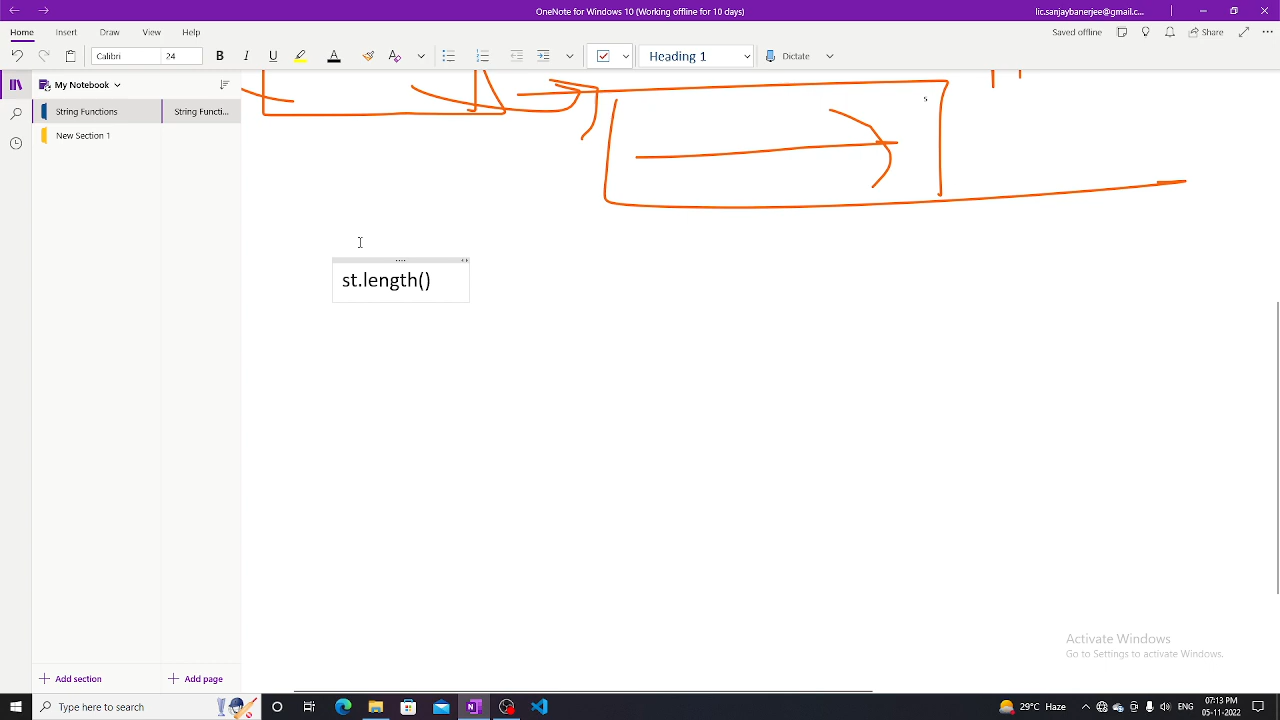 OneNote for Windows 10 (Working offline for 10 days)
lic.sanjaybanerjee@gmail.c...
Home Insert Draw View Help
Saved offline
Share
Calibri 24 B I U A Heading 1 Dictate
My Notebook
String Functions
String Functi...
New Section 1
s
st.length()
Activate Windows
Go to Settings to activate Windows.
Add section
Add page
Type here to search
29°C Haze
ENG
07:13 PM
05-11-2022